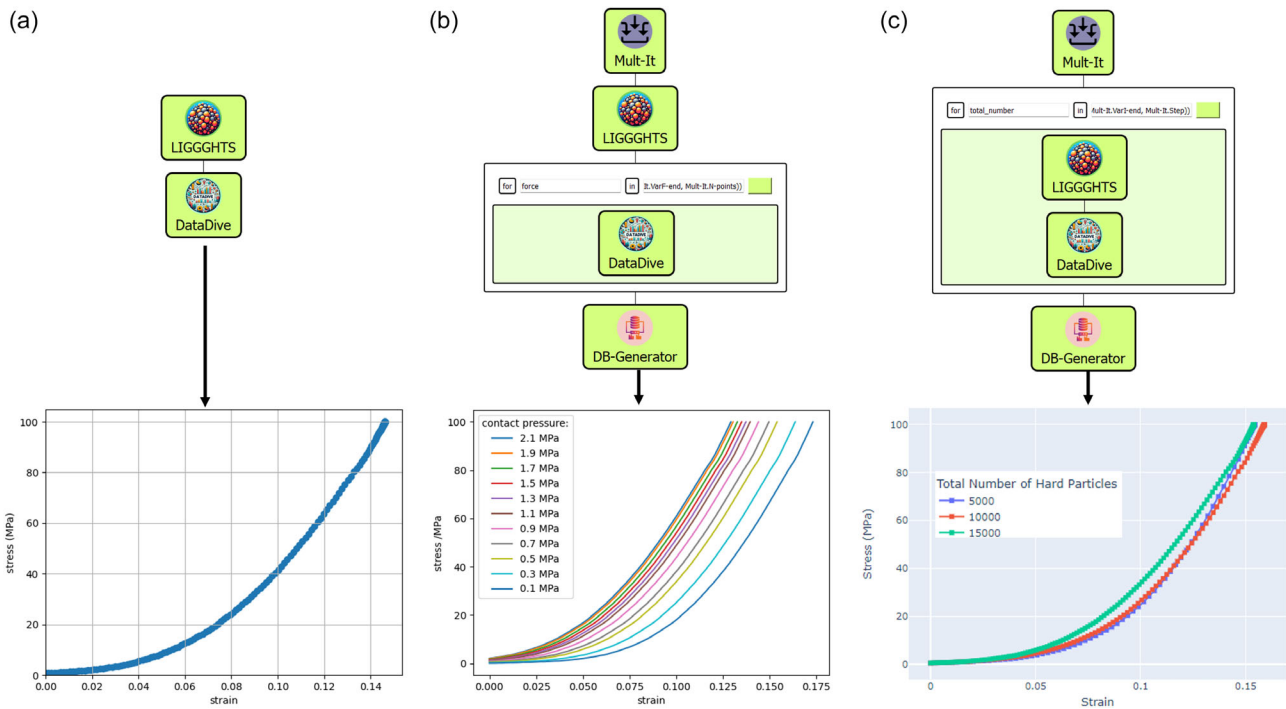 (a)
LIGGGHTS
DATADIVE
DataDive
100
80
60
40
20
0
stress (MPa)
0.00 0.02 0.04 0.06 0.08 0.10 0.12 0.14
strain
(b)
Mult-It
LIGGGHTS
for force in It.VarF-end, Mult-It.N-points))
DATADIVE
DataDive
DB-Generator
100
80
60
40
20
0
stress /MPa
contact pressure:
2.1 MPa
1.9 MPa
1.7 MPa
1.5 MPa
1.3 MPa
1.1 MPa
0.9 MPa
0.7 MPa
0.5 MPa
0.3 MPa
0.1 MPa
0.000 0.025 0.050 0.075 0.100 0.125 0.150 0.175
strain
(c)
Mult-It
for total_number in Mult-It.VarI-end, Mult-It.Step))
LIGGGHTS
DATADIVE
DataDive
DB-Generator
100
80
60
40
20
0
Stress (MPa)
Total Number of Hard Particles
5000
10000
15000
0 0.05 0.1 0.15
Strain